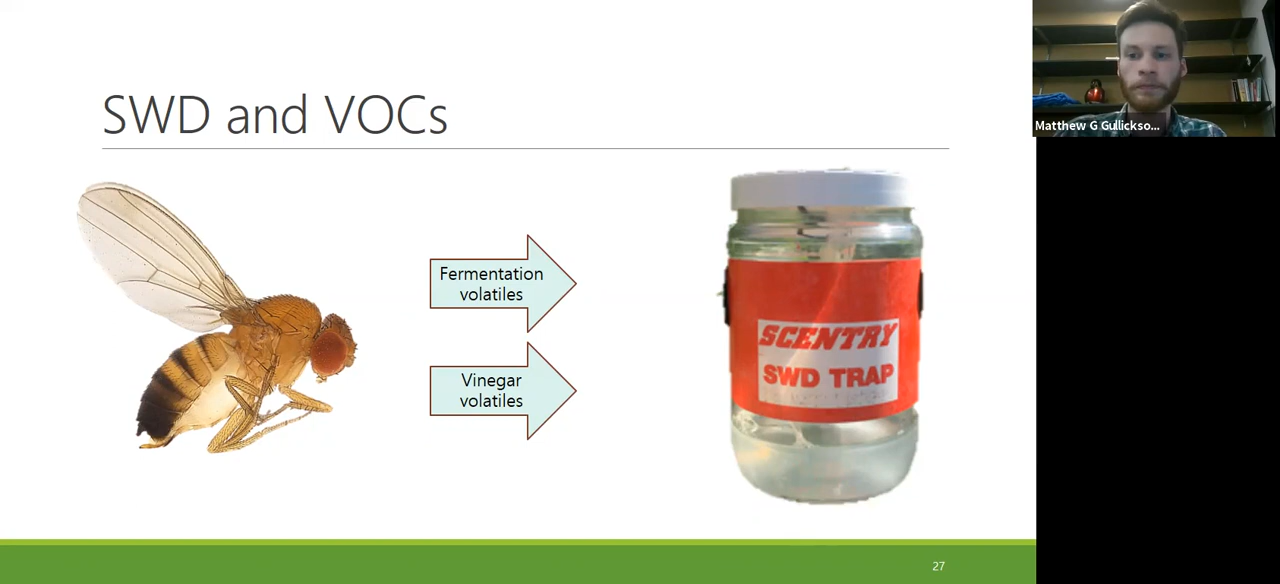 SWD and VOCs
Fermentation
volatiles
Vinegar
volatiles
SCENTRY
SWD TRAP
27
Matthew G Gullickso...